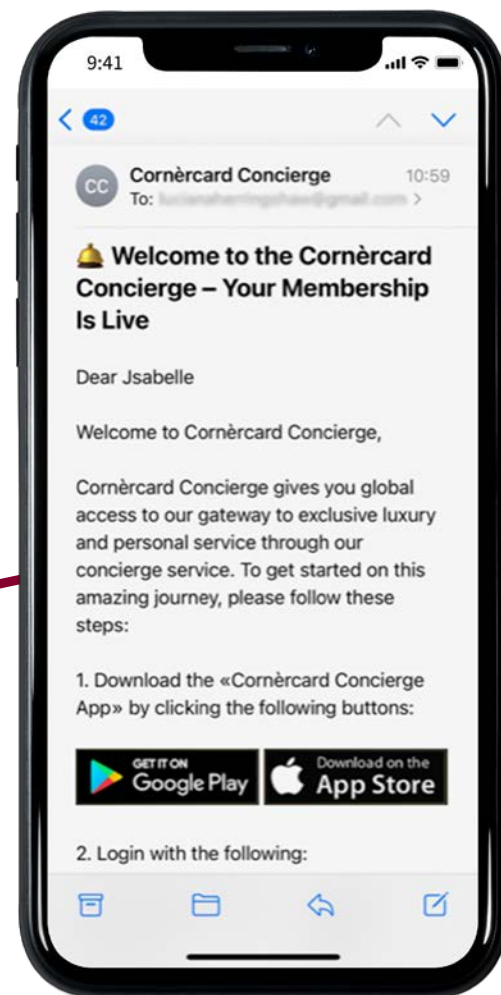 9:41
42
CC
Cornèrcard Concierge
10:59
To:
Welcome to the Cornèrcard
Concierge – Your Membership
Is Live
Dear Jsabelle
Welcome to Cornèrcard Concierge,
Cornèrcard Concierge gives you global
access to our gateway to exclusive luxury
and personal service through our
concierge service. To get started on this
amazing journey, please follow these
steps:
1. Download the «Cornèrcard Concierge
App» by clicking the following buttons:
GET IT ON
Google Play
Download on the
App Store
2. Login with the following: